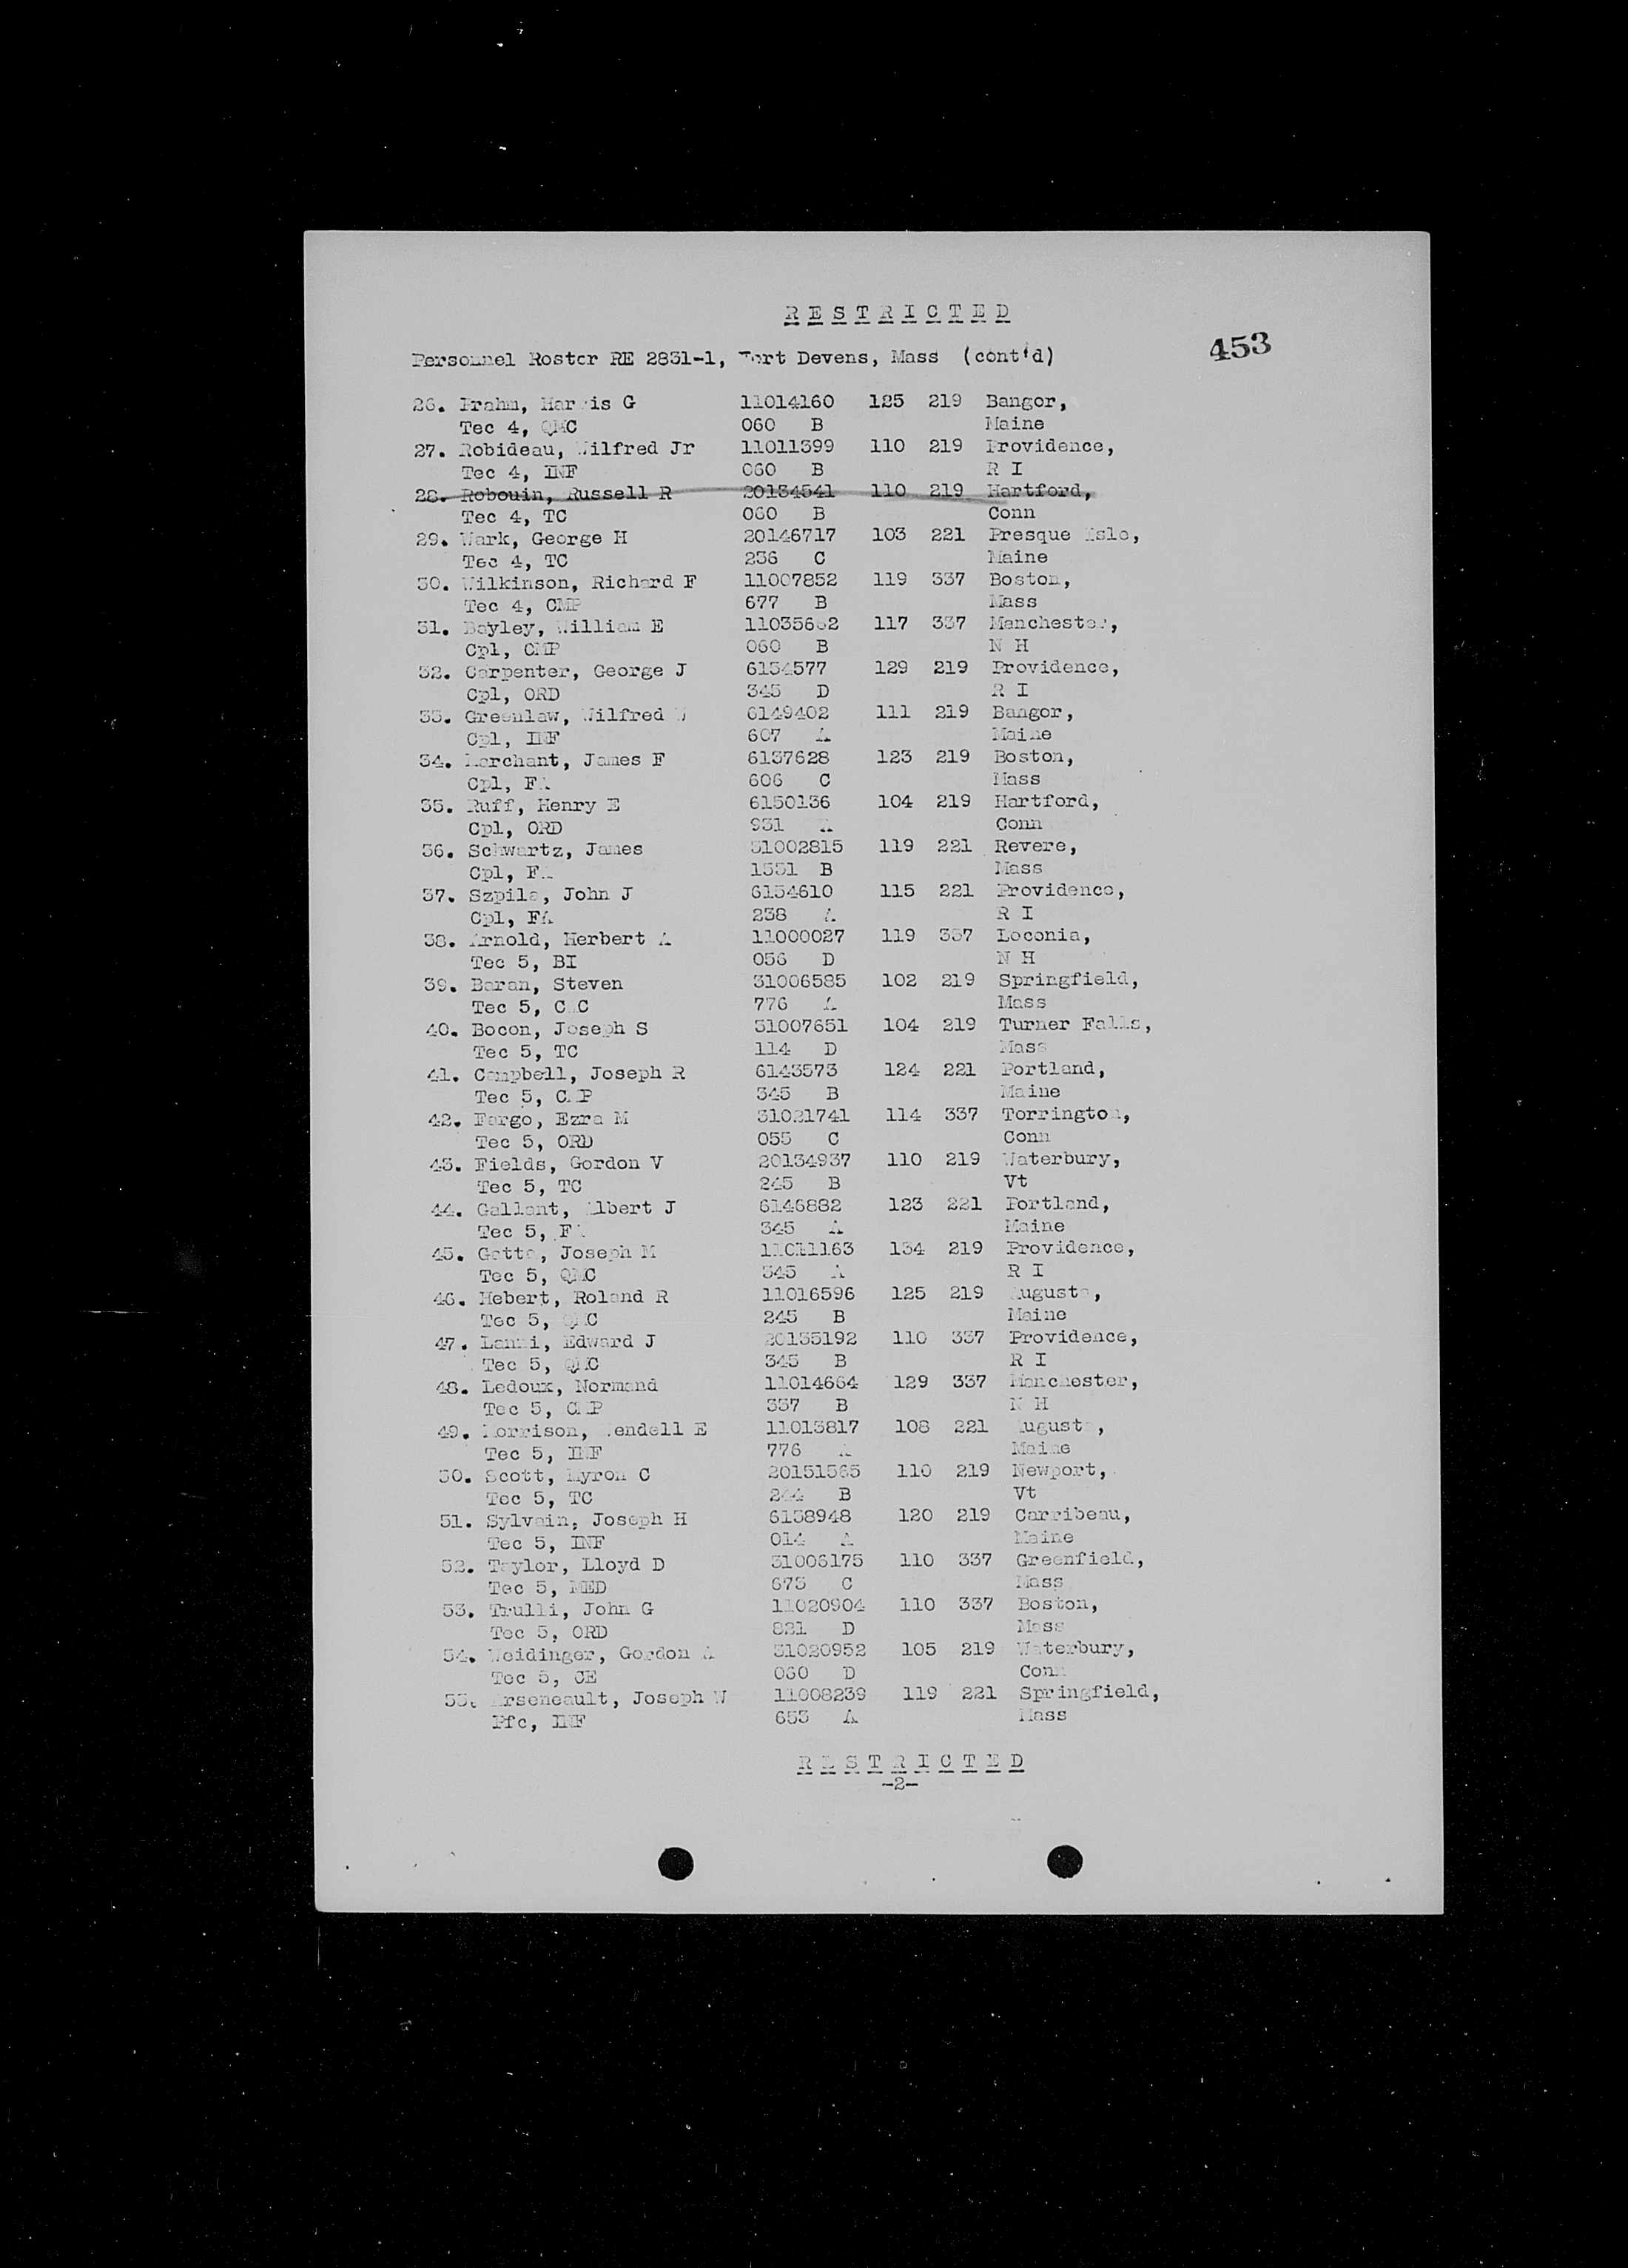 R E S T R I C T E D
453
Personnel Roster RE 2831-1, Fort Devens, Mass (cont'd)
26. Prahm, Harris G 11014160 125 219 Bangor,
Tec 4, QMC 060 B Maine
27. Robideau, Wilfred Jr 11011399 110 219 Providence,
Tec 4, INF 060 B R I
28. Robouin, Russell R 20134541 110 219 Hartford,
Tec 4, TC 060 B Conn
29. Wark, George H 20146717 103 221 Presque Isle,
Tec 4, TC 236 C Maine
30. Wilkinson, Richard F 11007852 119 337 Boston,
Tec 4, CMP 677 B Mass
31. Bayley, William E 117 337 Manchester,
Cpl, CMP 060 B N H
32. Carpenter, George J 6154577 129 219 Providence,
Cpl, ORD 345 D R I
33. Greenlaw, Wilfred W 6149402 111 219 Bangor,
Cpl, INF 607 A Maine
34. Marchant, James F 6137628 123 219 Boston,
Cpl, FA 606 C Mass
35. Ruff, Henry E 6150136 104 219 Hartford,
Cpl, ORD 931 A Conn
36. Schwartz, James 31002815 119 221 Revere,
Cpl, FA 1531 B Mass
37. Szpila, John J 6154610 115 221 Providence,
Cpl, FA 238 A R I
38. Arnold, Herbert A 11000027 119 337 Loconia,
Tec 5, BI 056 D N H
39. Baran, Steven 31006585 102 219 Springfield,
Tec 5, CAC 776 A Mass
40. Bocon, Joseph S 31007651 104 219 Turner Falls,
Tec 5, TC 114 D Mass
41. Campbell, Joseph R 6143573 124 221 Portland,
Tec 5, CMP 345 B Maine
42. Fargo, Ezra M 31021741 114 337 Torrington,
Tec 5, ORD 055 C Conn
43. Fields, Gordon V 20134937 110 219 Waterbury,
Tec 5, TC 245 B Vt
44. Gallant, Albert J 6146882 123 221 Portland,
Tec 5, FA 345 A Maine
45. Gatta, Joseph M 11011163 134 219 Providence,
Tec 5, QMC 345 A R I
46. Hebert, Roland R 11016596 125 219 Augusta,
Tec 5, QMC 245 B Maine
47. Lanni, Edward J 20135192 110 337 Providence,
Tec 5, QMC 345 B R I
48. Ledoux, Normand 11014664 129 337 Manchester,
Tec 5, CMP 337 B N H
49. Morrison, Wendell E 11013817 108 221 Augusta,
Tec 5, INF 776 A Maine
50. Scott, Myron C 20151565 110 219 Newport,
Tec 5, TC 244 B Vt
51. Sylvain, Joseph H 6138948 120 219 Carribeau,
Tec 5, INF 014 A Maine
52. Taylor, Lloyd D 31006175 110 337 Greenfield,
Tec 5, MED 673 C Mass
53. Trulli, John G 11020904 110 337 Boston,
Tec 5, ORD 821 D Mass
54. Weidinger, Gordon A 31020952 105 219 Waterbury,
Tec 5, CE 060 D Conn
55. Arseneault, Joseph W 11008239 119 221 Springfield,
Pfc, INF 653 A Mass
R E S T R I C T E D
-2-